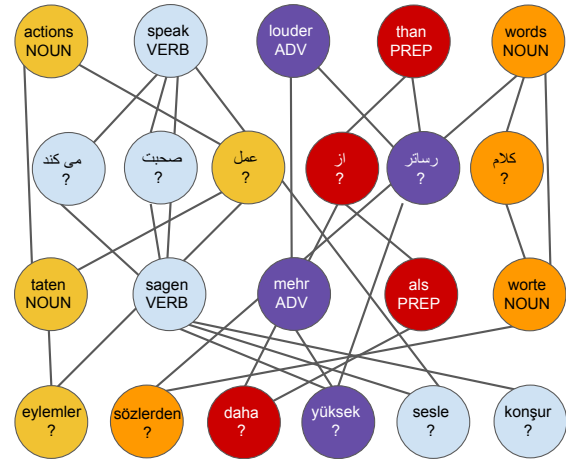 actions
NOUN
speak
VERB
louder
ADV
than
PREP
words
NOUN
می کند
?
صحبت
?
عمل
?
از
?
رساتر
?
کلام
?
taten
NOUN
sagen
VERB
mehr
ADV
als
PREP
worte
NOUN
eylemler
?
sözlerden
?
daha
?
yüksek
?
sesle
?
konşur
?